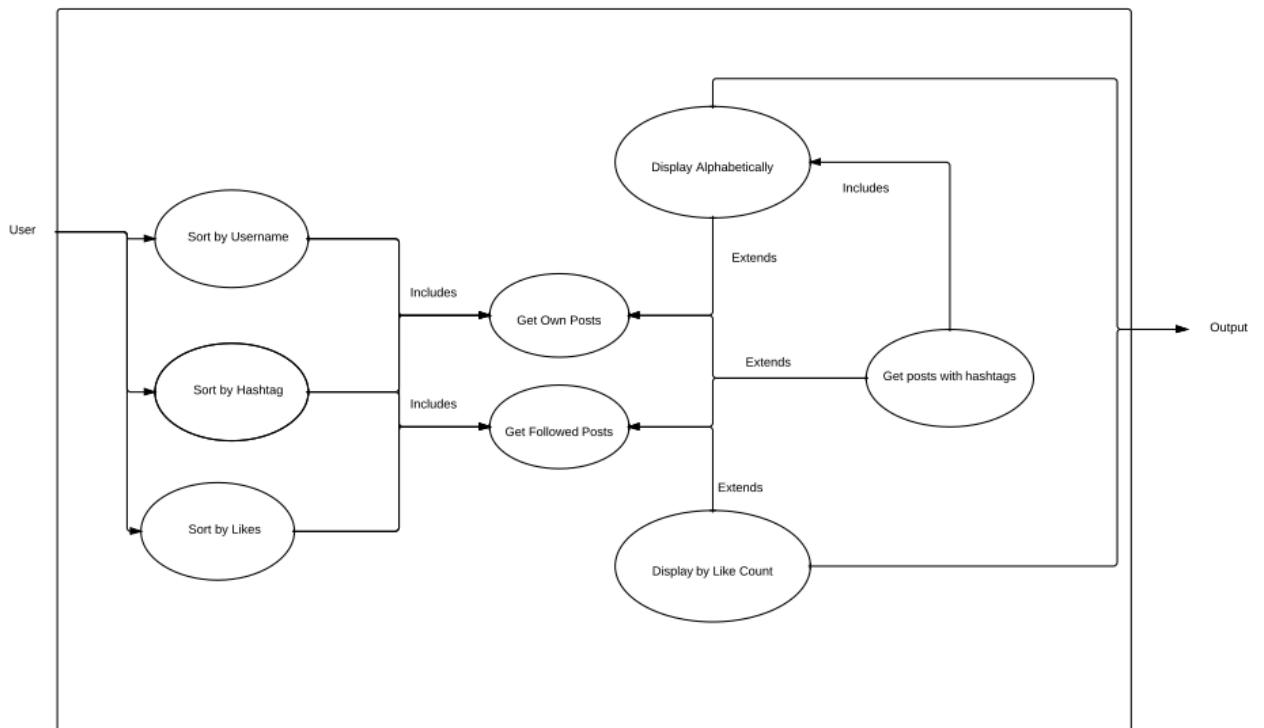 Display Alphabetically
Includes
User
Sort by Username
Extends
Includes
Get Own Posts
Output
Extends
Get posts with hashtags
Sort by Hashtag
Includes
Get Followed Posts
Extends
Sort by Likes
Display by Like Count